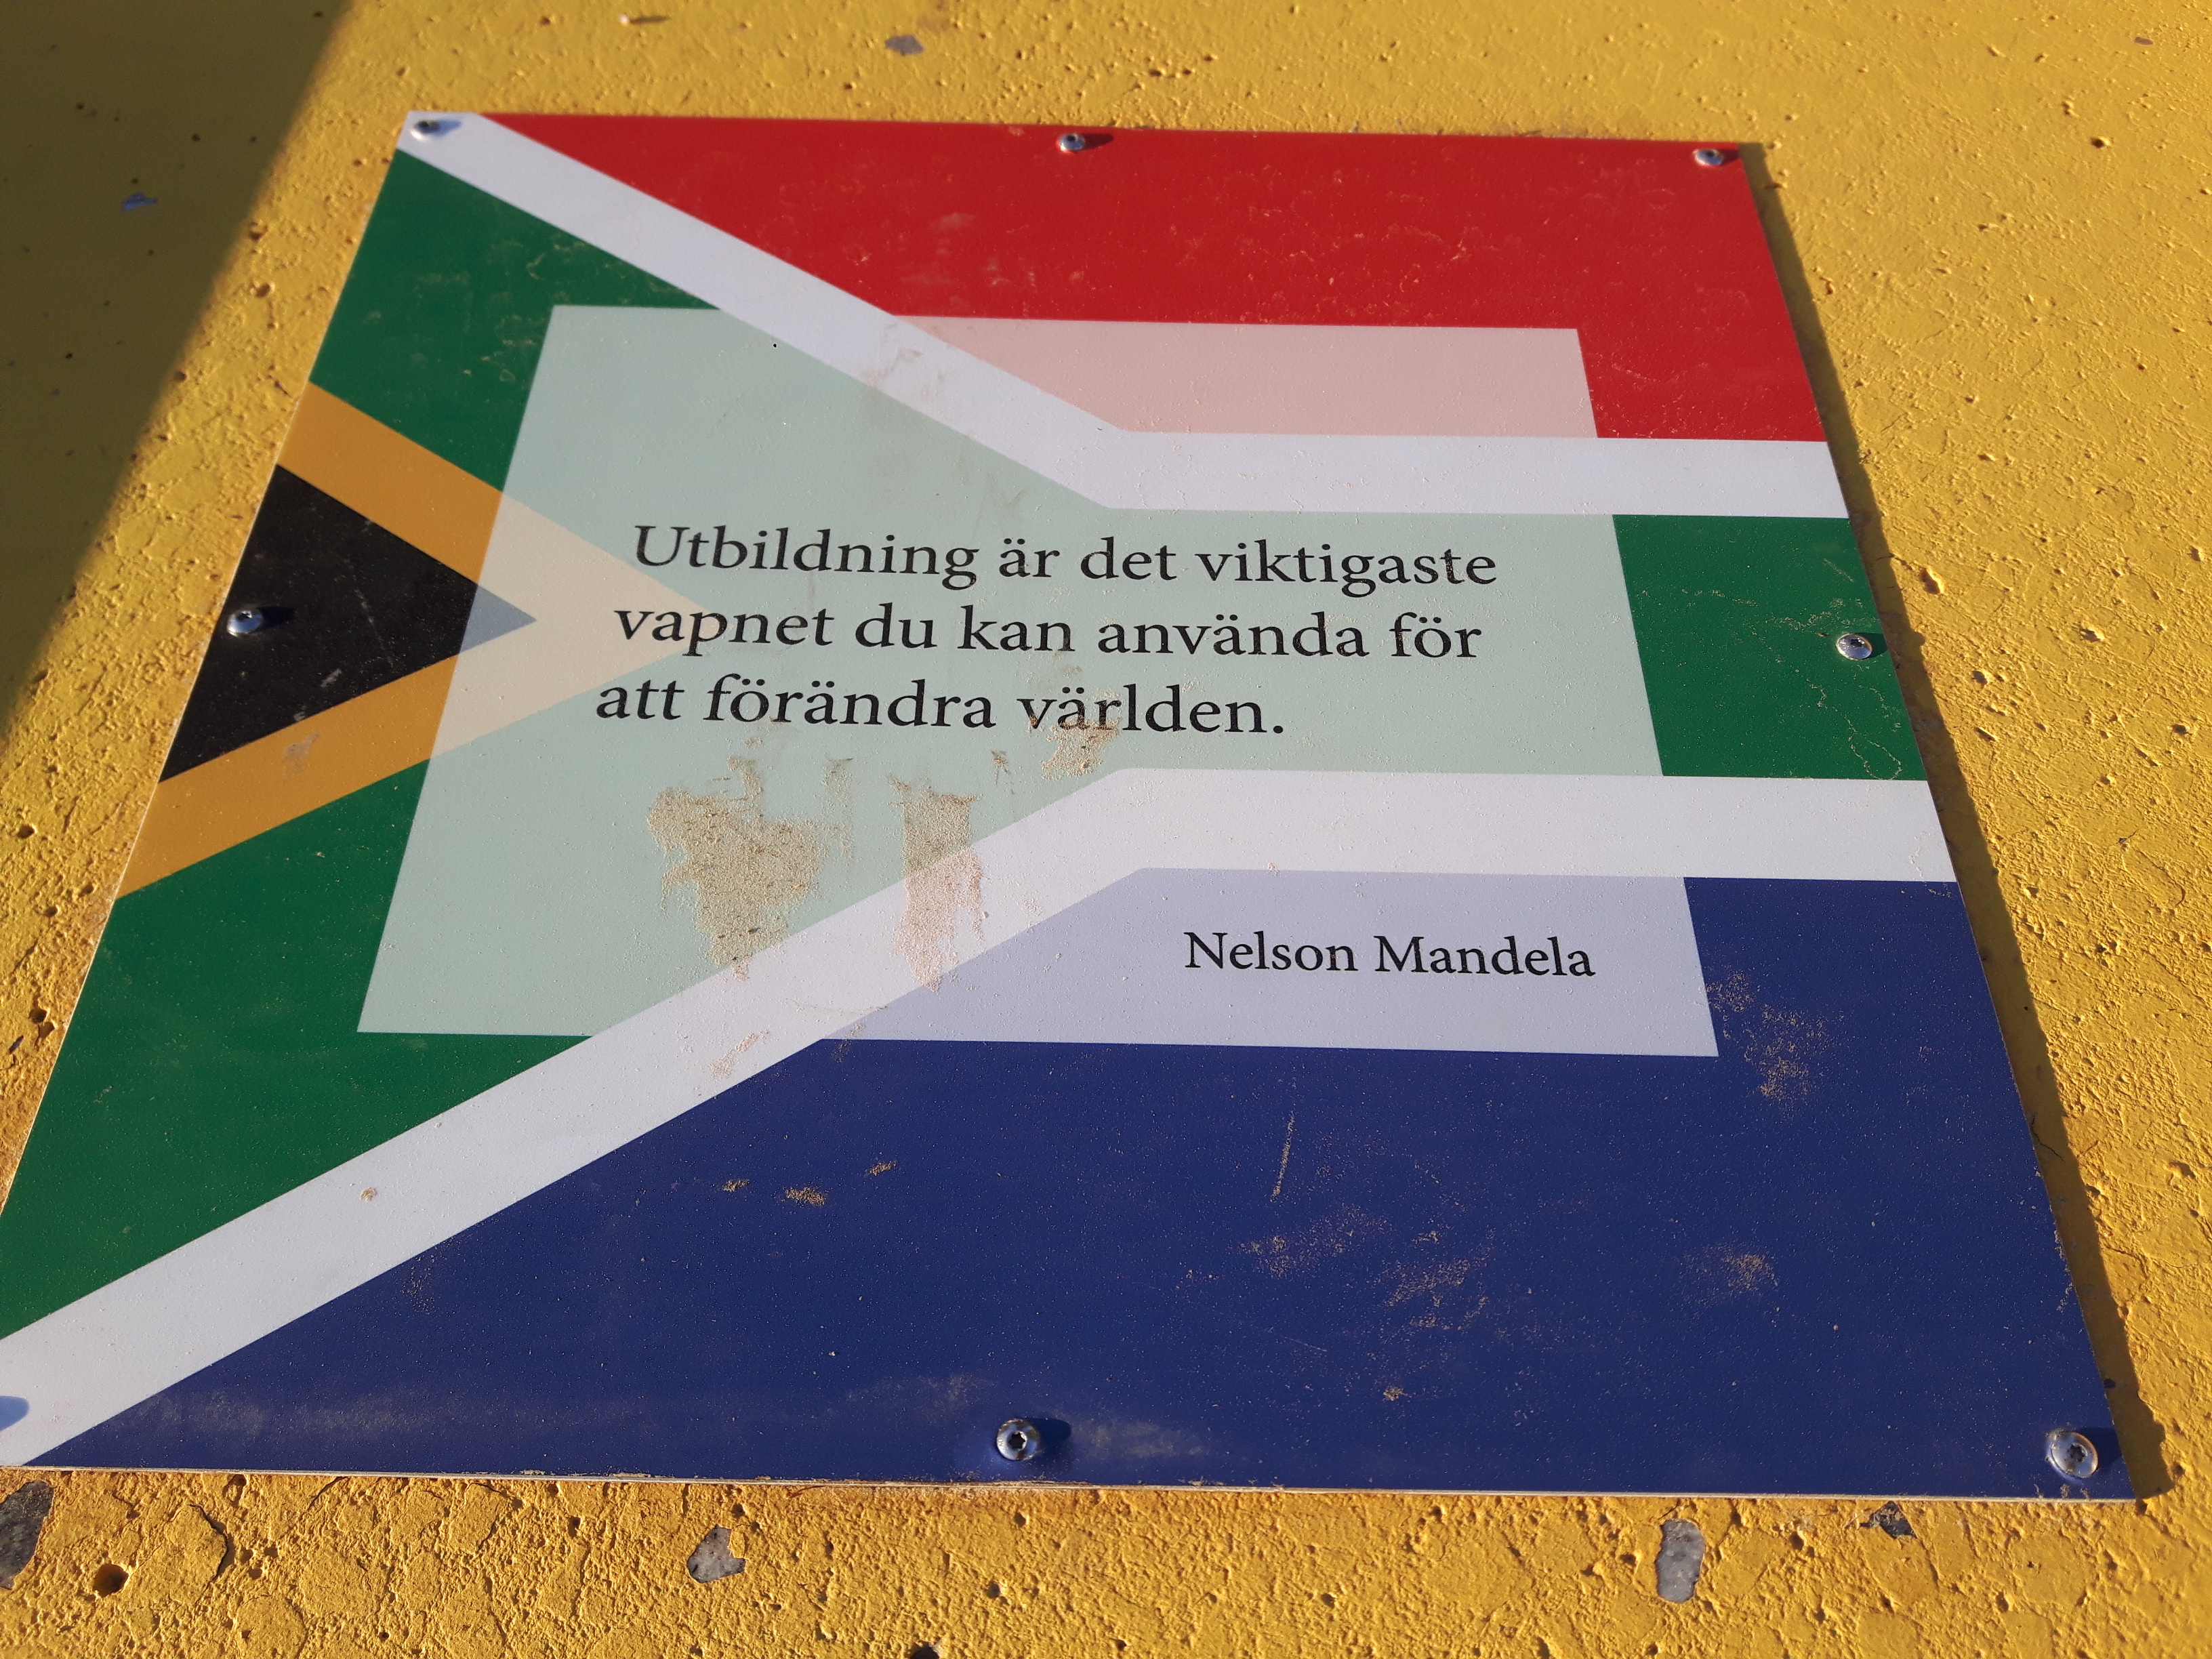 Utbildning är det viktigaste
vapnet du kan använda för
att förändra världen.
Nelson Mandela